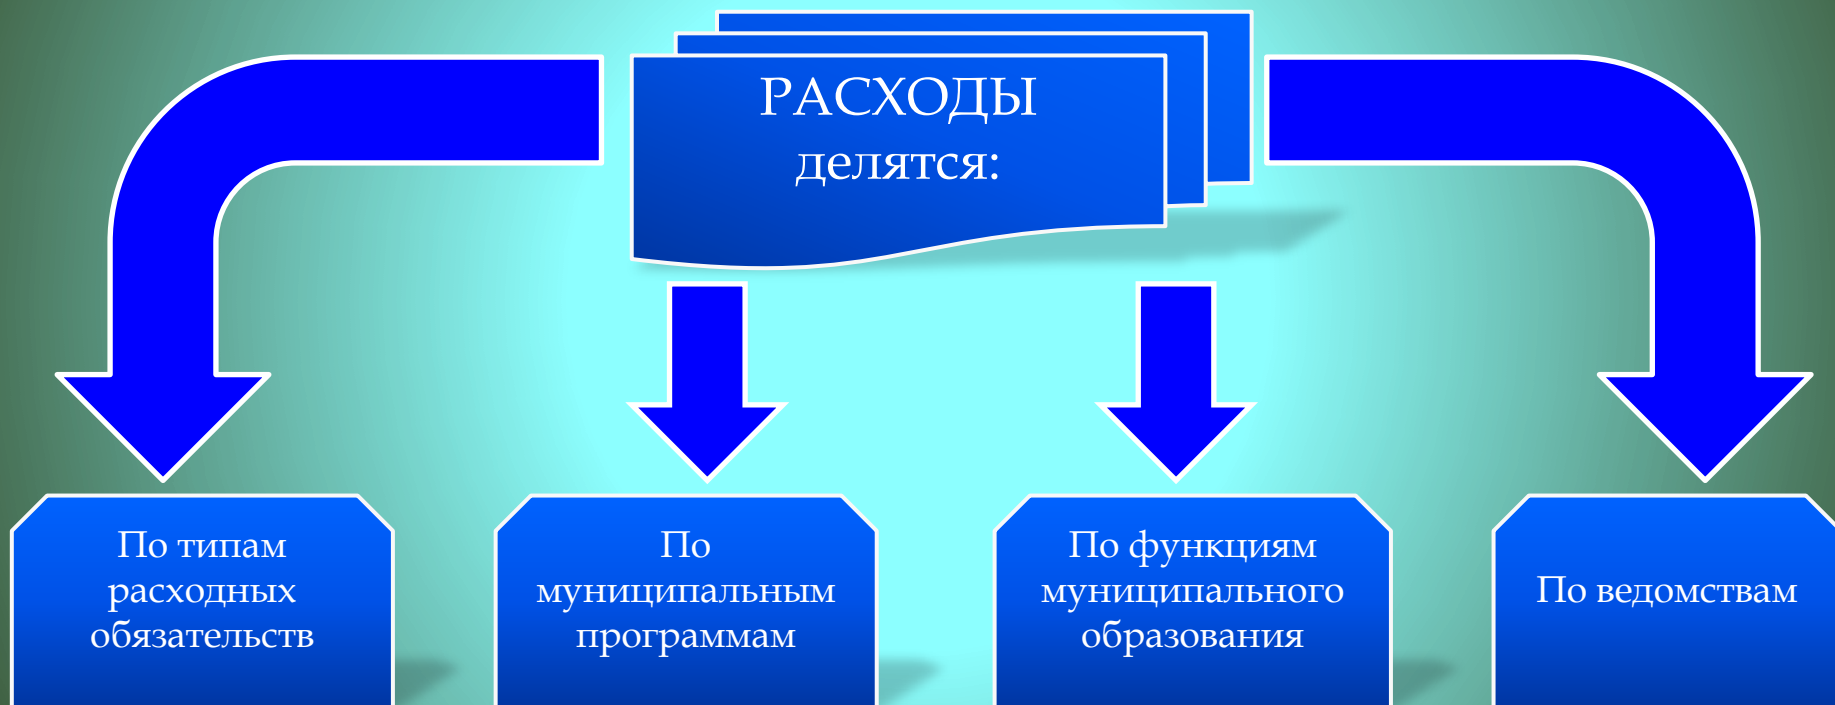 РАСХОДЫ
делятся:
По типам
расходных
обязательств
По
муниципальным
программам
По функциям
муниципального
образования
По ведомствам